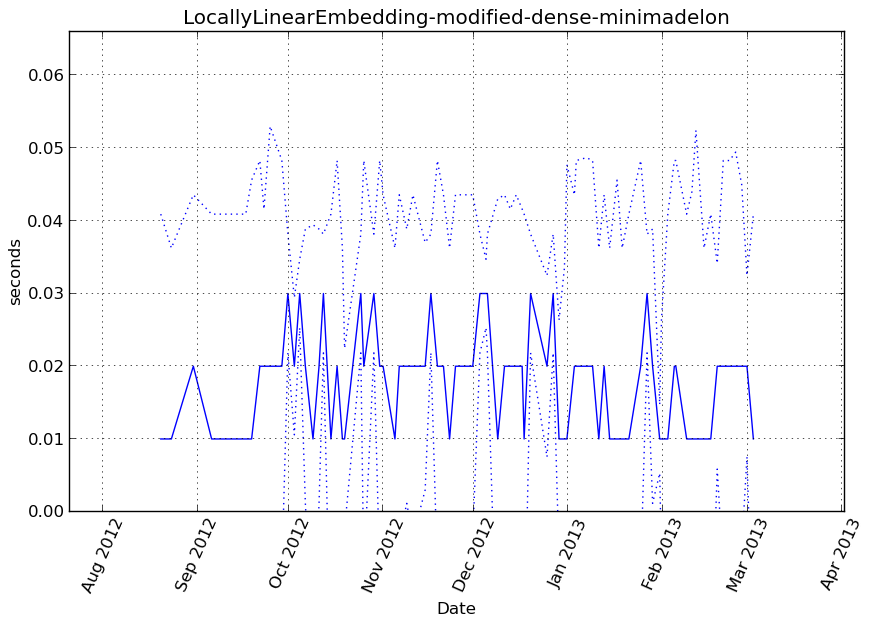 LocallyLinearEmbedding-modified-dense-minimadelon
0.06
0.05
0.04
0.03
0.02
0.01
0.00
seconds
Aug 2012
Sep 2012
Oct 2012
Nov 2012
Dec 2012
Jan 2013
Feb 2013
Mar 2013
Apr 2013
Date